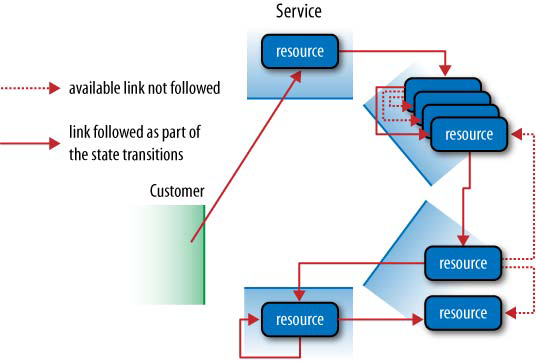 Service
resource
available link not followed
link followed as part of
the state transitions
resource
Customer
resource
resource
resource